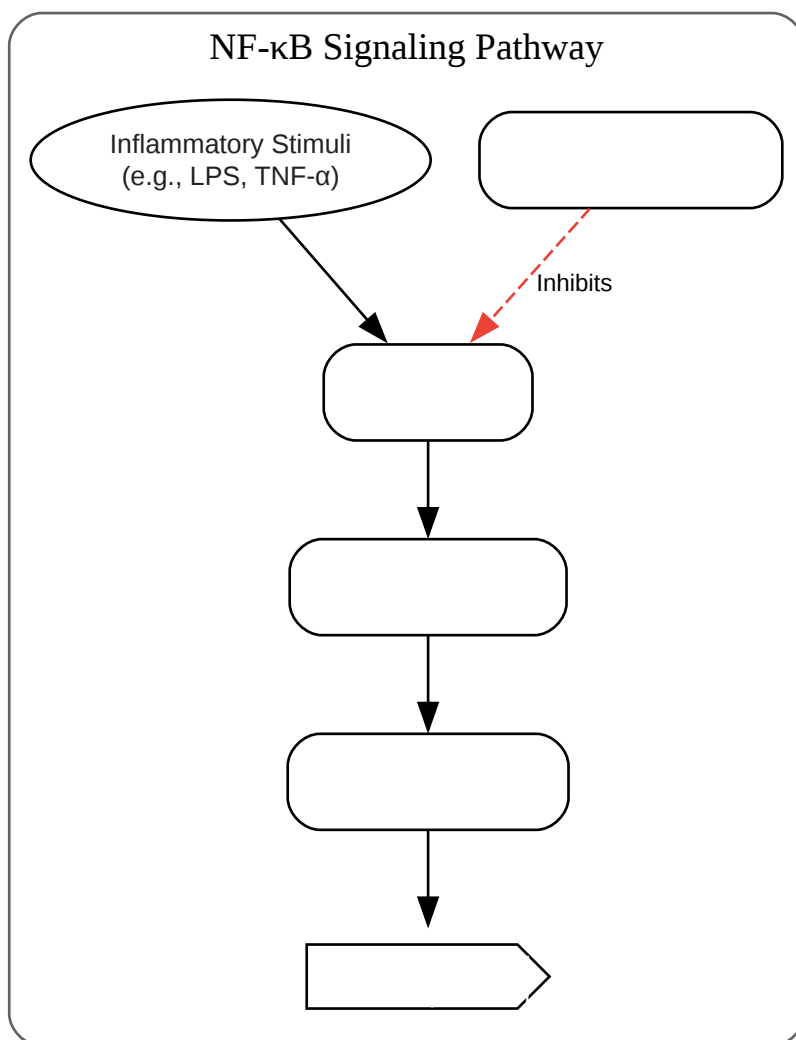 NF-κB Signaling Pathway
Inflammatory Stimuli
(e.g., LPS, TNF-α)
Inhibits